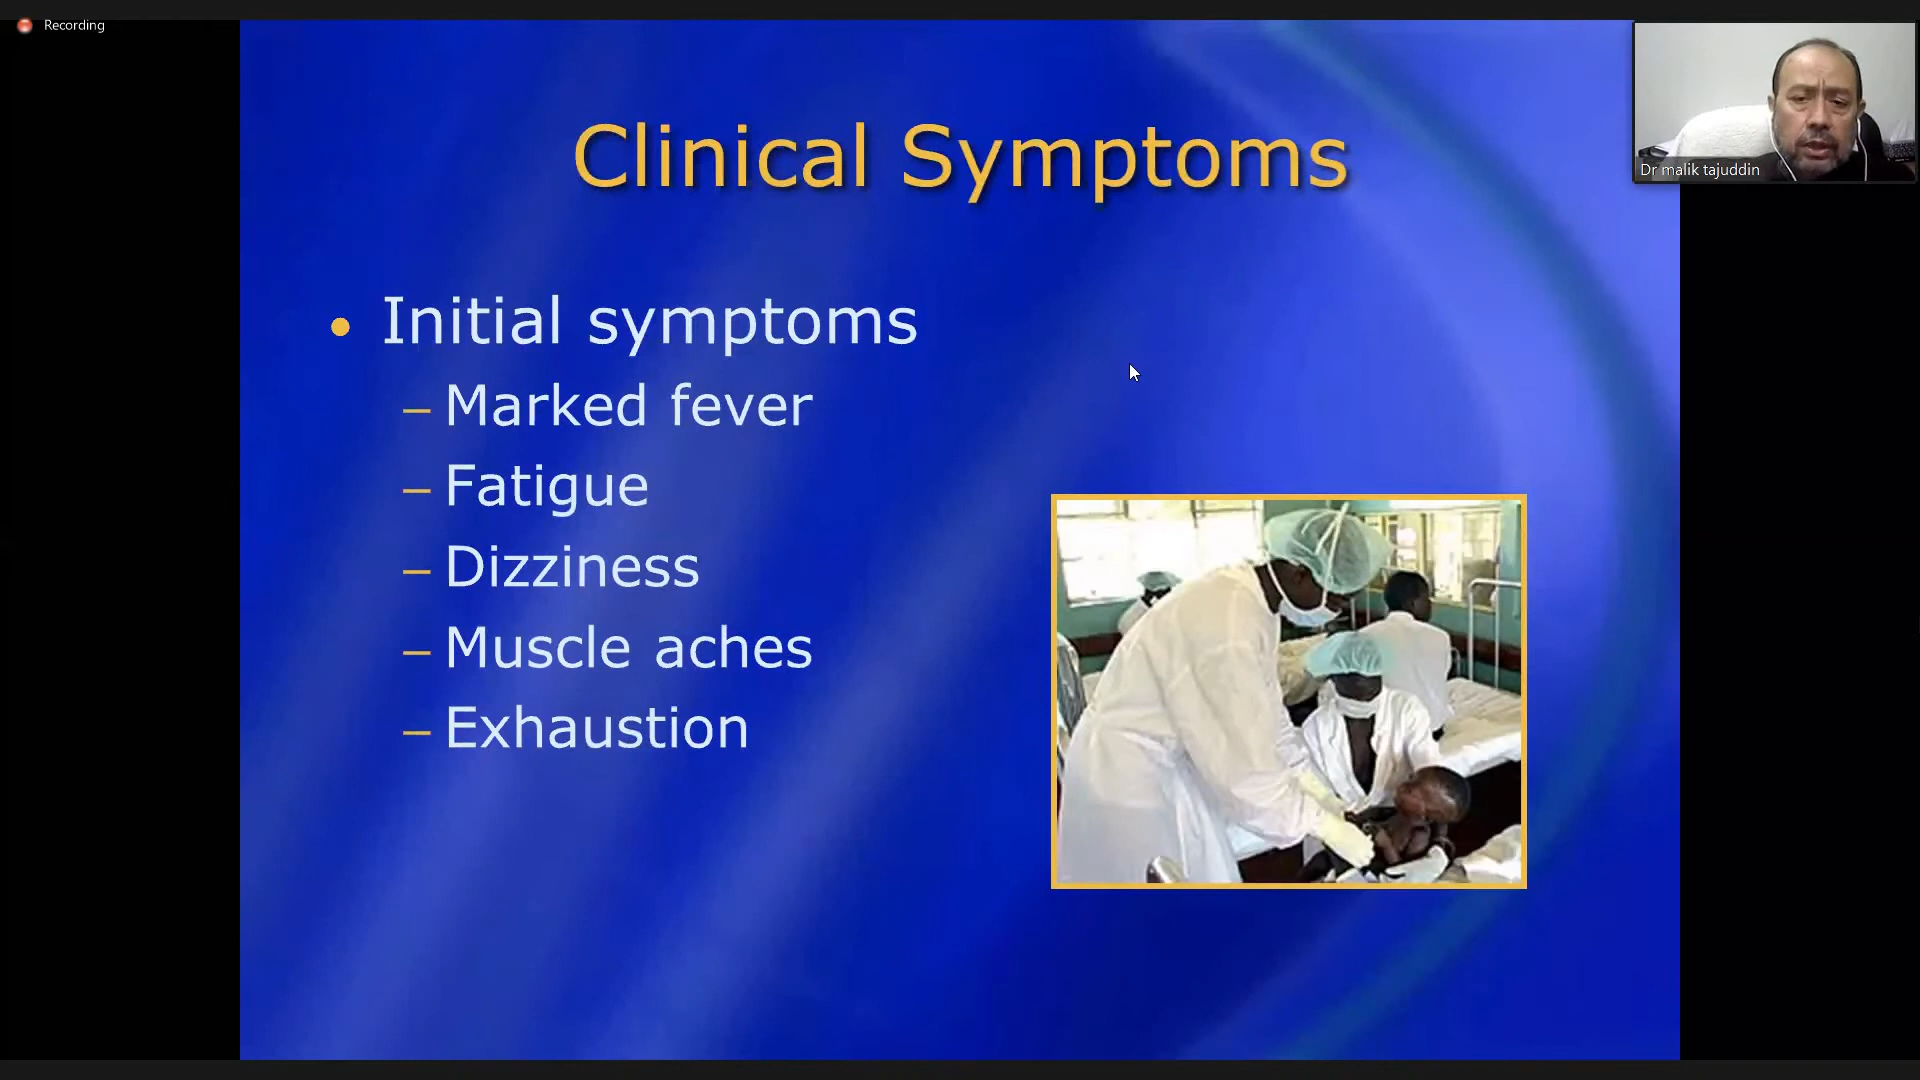 Recording
Clinical Symptoms
Dr malik tajuddin
• Initial symptoms
– Marked fever
– Fatigue
– Dizziness
– Muscle aches
– Exhaustion